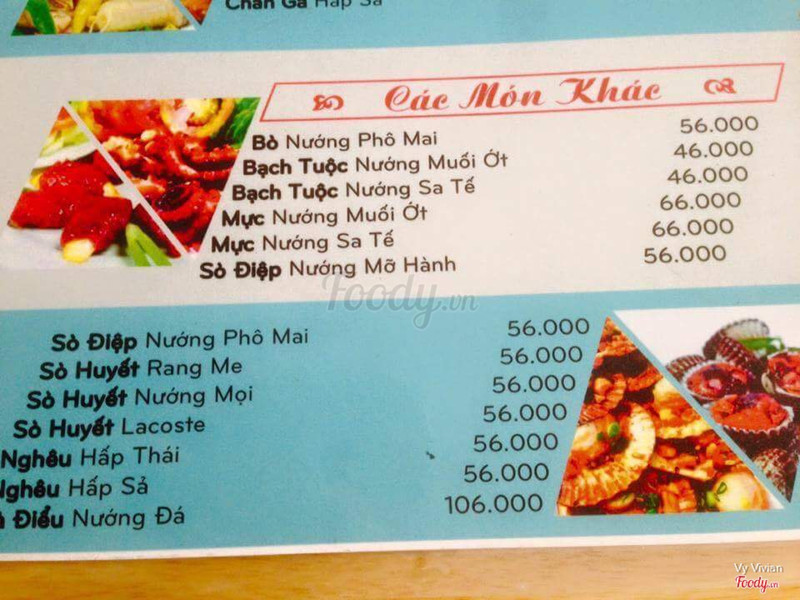 Chân Gà Hấp Sả
Các Món Khác
Bò Nướng Phô Mai 56.000
Bạch Tuộc Nướng Muối Ớt 46.000
Bạch Tuộc Nướng Sa Tế 46.000
Mực Nướng Muối Ớt 66.000
Mực Nướng Sa Tế 66.000
Sò Điệp Nướng Mỡ Hành 56.000
Foody.vn
Sò Điệp Nướng Phô Mai 56.000
Sò Huyết Rang Me 56.000
Sò Huyết Nướng Mọi 56.000
Sò Huyết Lacoste 56.000
Nghêu Hấp Thái 56.000
Nghêu Hấp Sả 56.000
Điểu Nướng Đá 106.000
Vy Vivian
Foody.vn